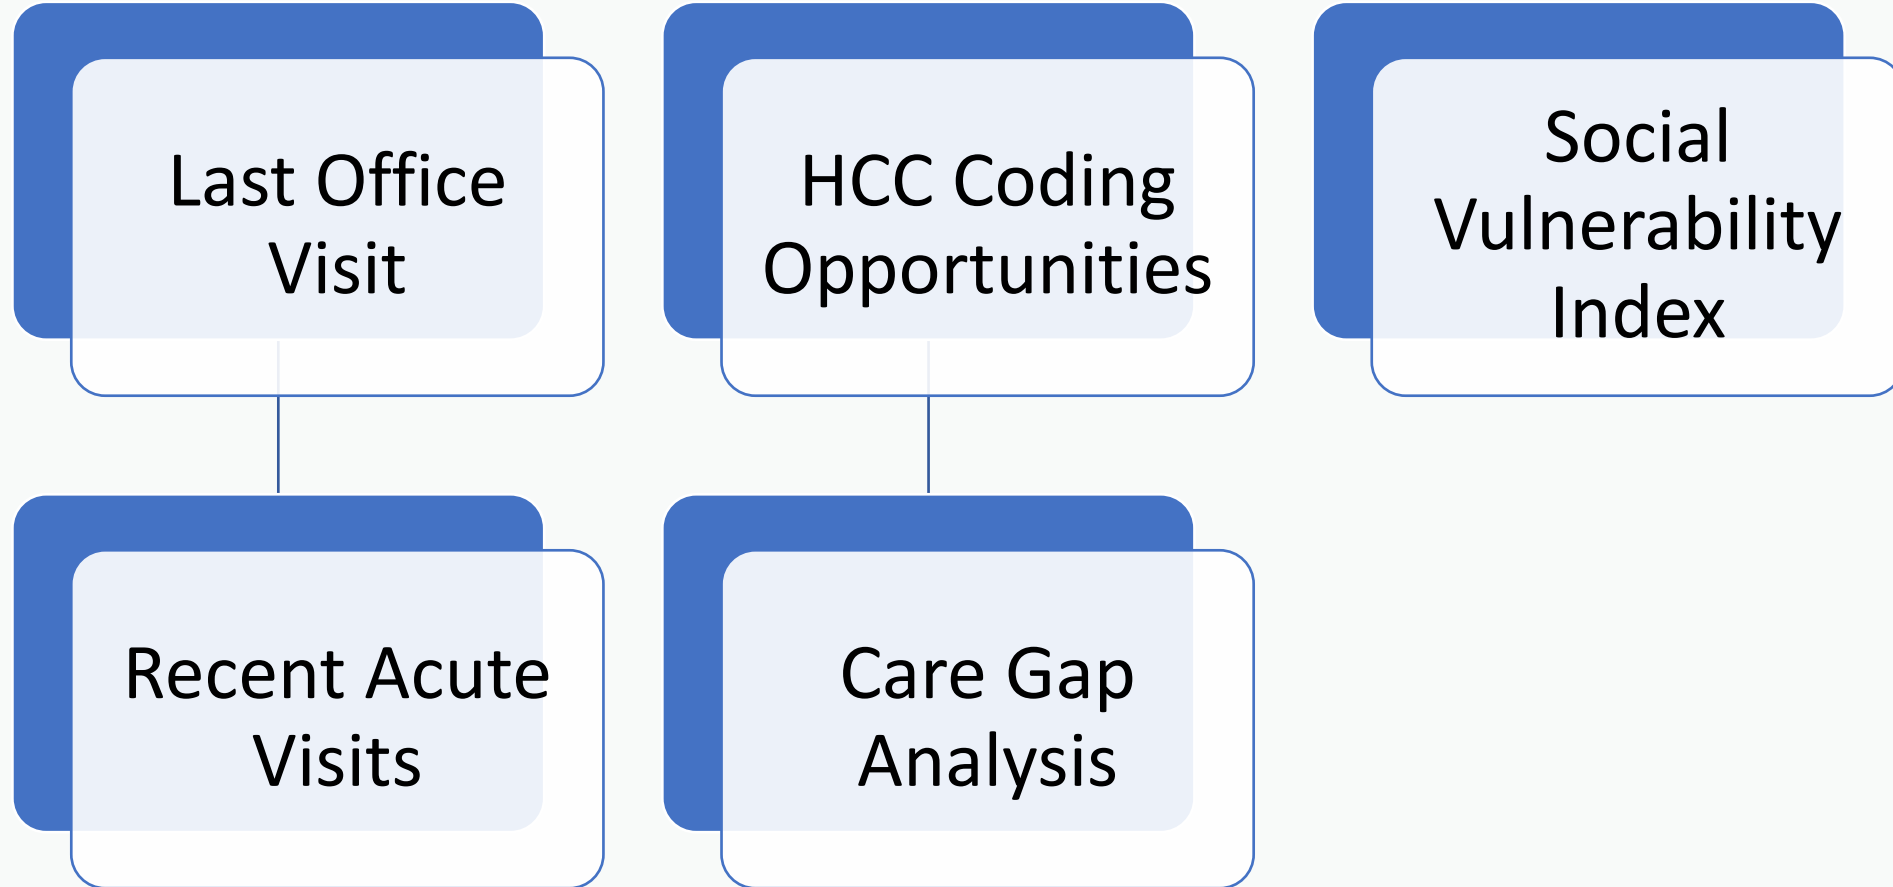 Last Office
Visit
HCC Coding
Opportunities
Social
Vulnerability
Index
Recent Acute
Visits
Care Gap
Analysis